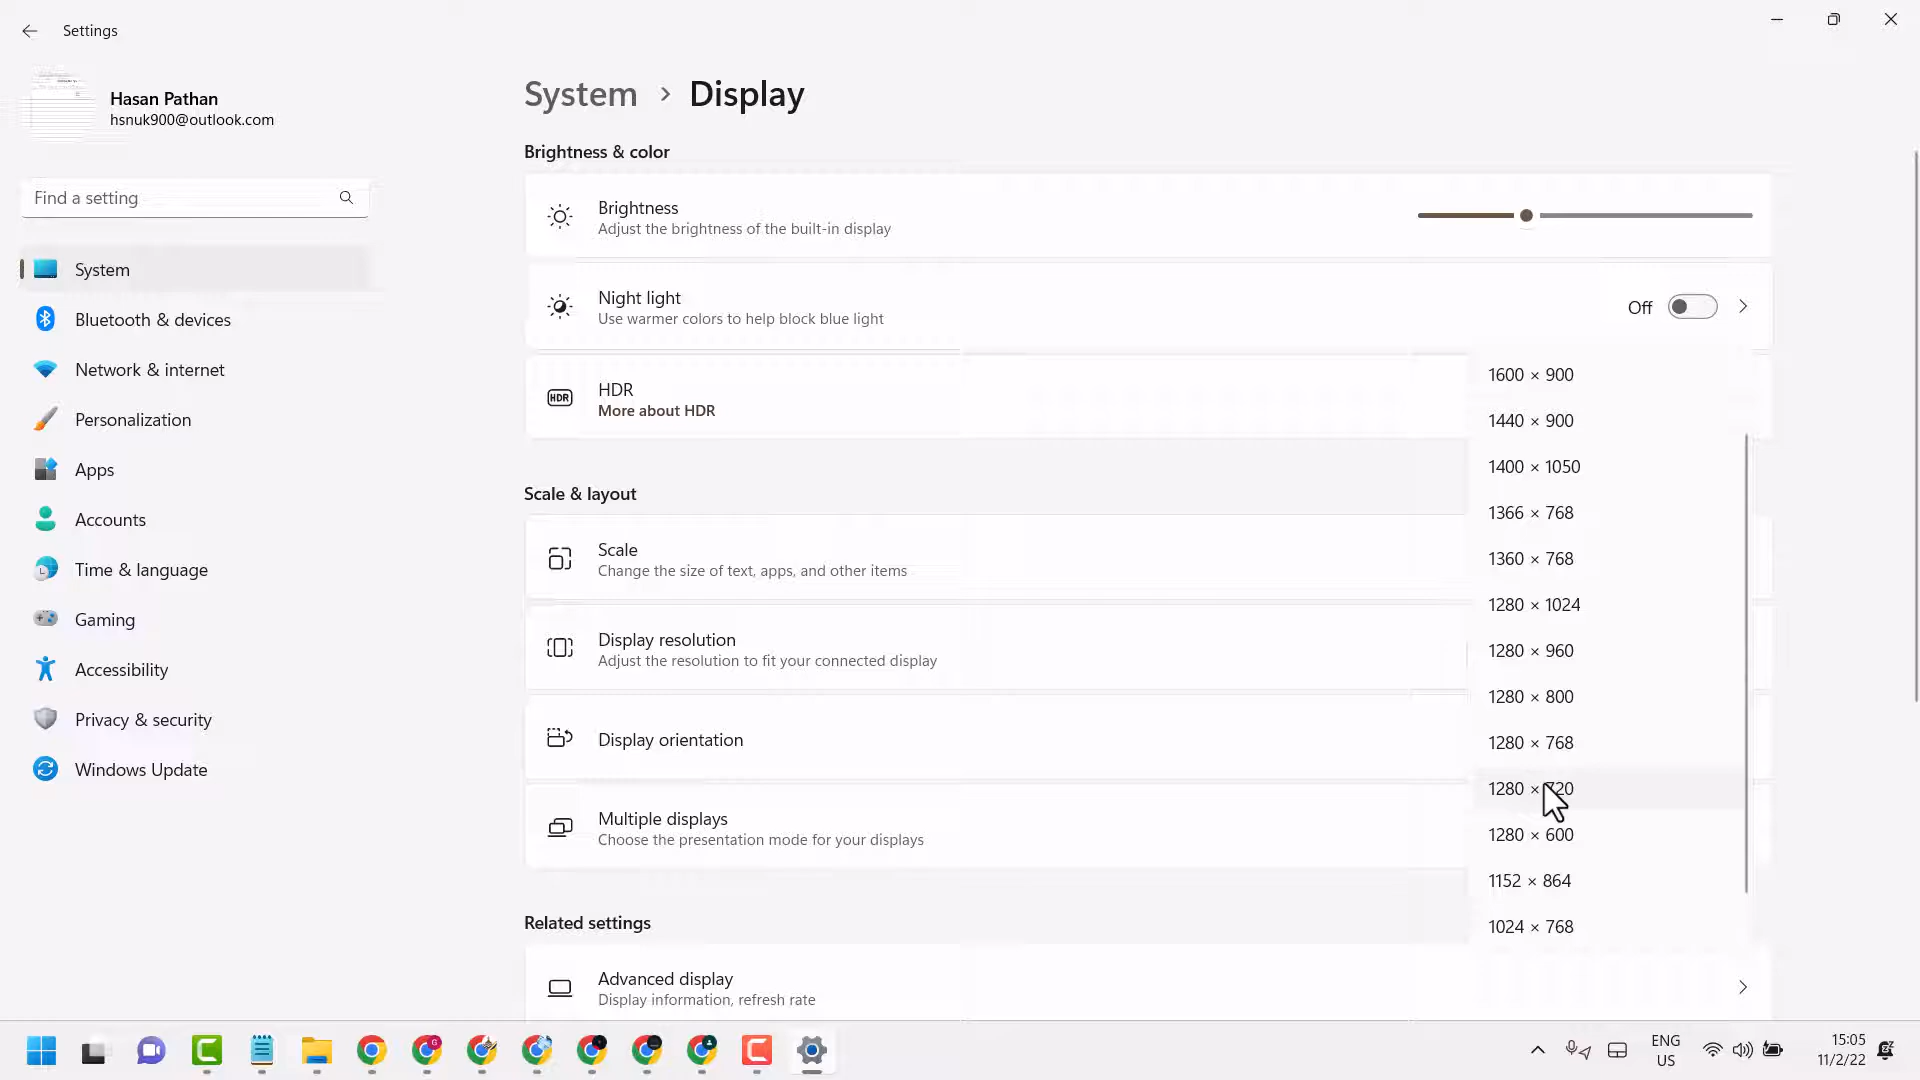 Settings
Hasan Pathan
hsnuk900@outlook.com
Find a setting
System
Bluetooth & devices
Network & internet
Personalization
Apps
Accounts
Time & language
Gaming
Accessibility
Privacy & security
Windows Update
System > Display
Brightness & color
Brightness
Adjust the brightness of the built-in display
Night light
Use warmer colors to help block blue light
Off
HDR
HDR
More about HDR
Scale & layout
Scale
Change the size of text, apps, and other items
Display resolution
Adjust the resolution to fit your connected display
Display orientation
Multiple displays
Choose the presentation mode for your displays
1600 × 900
1440 × 900
1400 × 1050
1366 × 768
1360 × 768
1280 × 1024
1280 × 960
1280 × 800
1280 × 768
1280 × 720
1280 × 600
1152 × 864
1024 × 768
Related settings
Advanced display
Display information, refresh rate
ENG
US
15:05
11/2/22